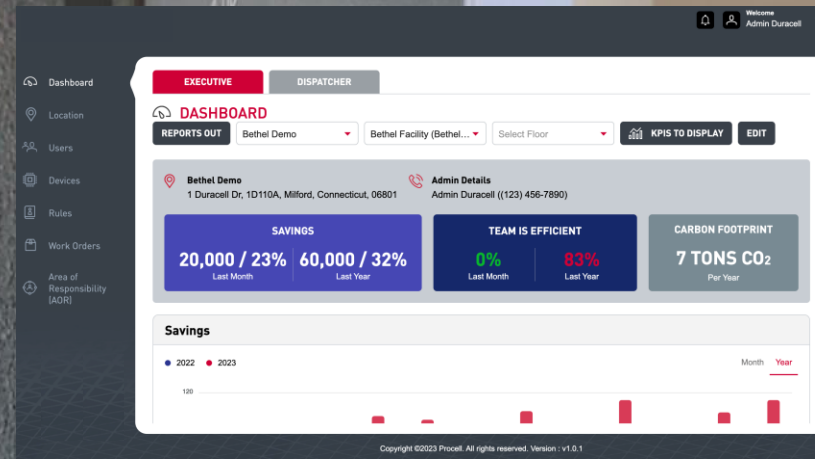 Welcome
Admin Duracell
Dashboard
Location
Users
Devices
Rules
Work Orders
Area of
Responsibility
(AOR)
EXECUTIVE
DISPATCHER
DASHBOARD
REPORTS OUT
Bethel Demo
Bethel Facility (Bethel...
Select Floor
KPIS TO DISPLAY
EDIT
Bethel Demo
1 Duracell Dr, 1D110A, Milford, Connecticut, 06801
Admin Details
Admin Duracell ((123) 456-7890)
SAVINGS
20,000 / 23%
Last Month
60,000 / 32%
Last Year
TEAM IS EFFICIENT
0%
Last Month
83%
Last Year
CARBON FOOTPRINT
7 TONS CO2
Per Year
Savings
2022
2023
Month
Year
120
Copyright ©2023 Procell. All rights reserved. Version : v1.0.1